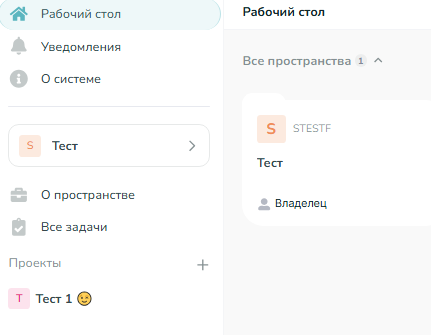 Рабочий стол
Уведомления
О системе
S Тест
О пространстве
Все задачи
Проекты
Т Тест 1
Рабочий стол
Все пространства 1
S STESTF
Тест
Владелец